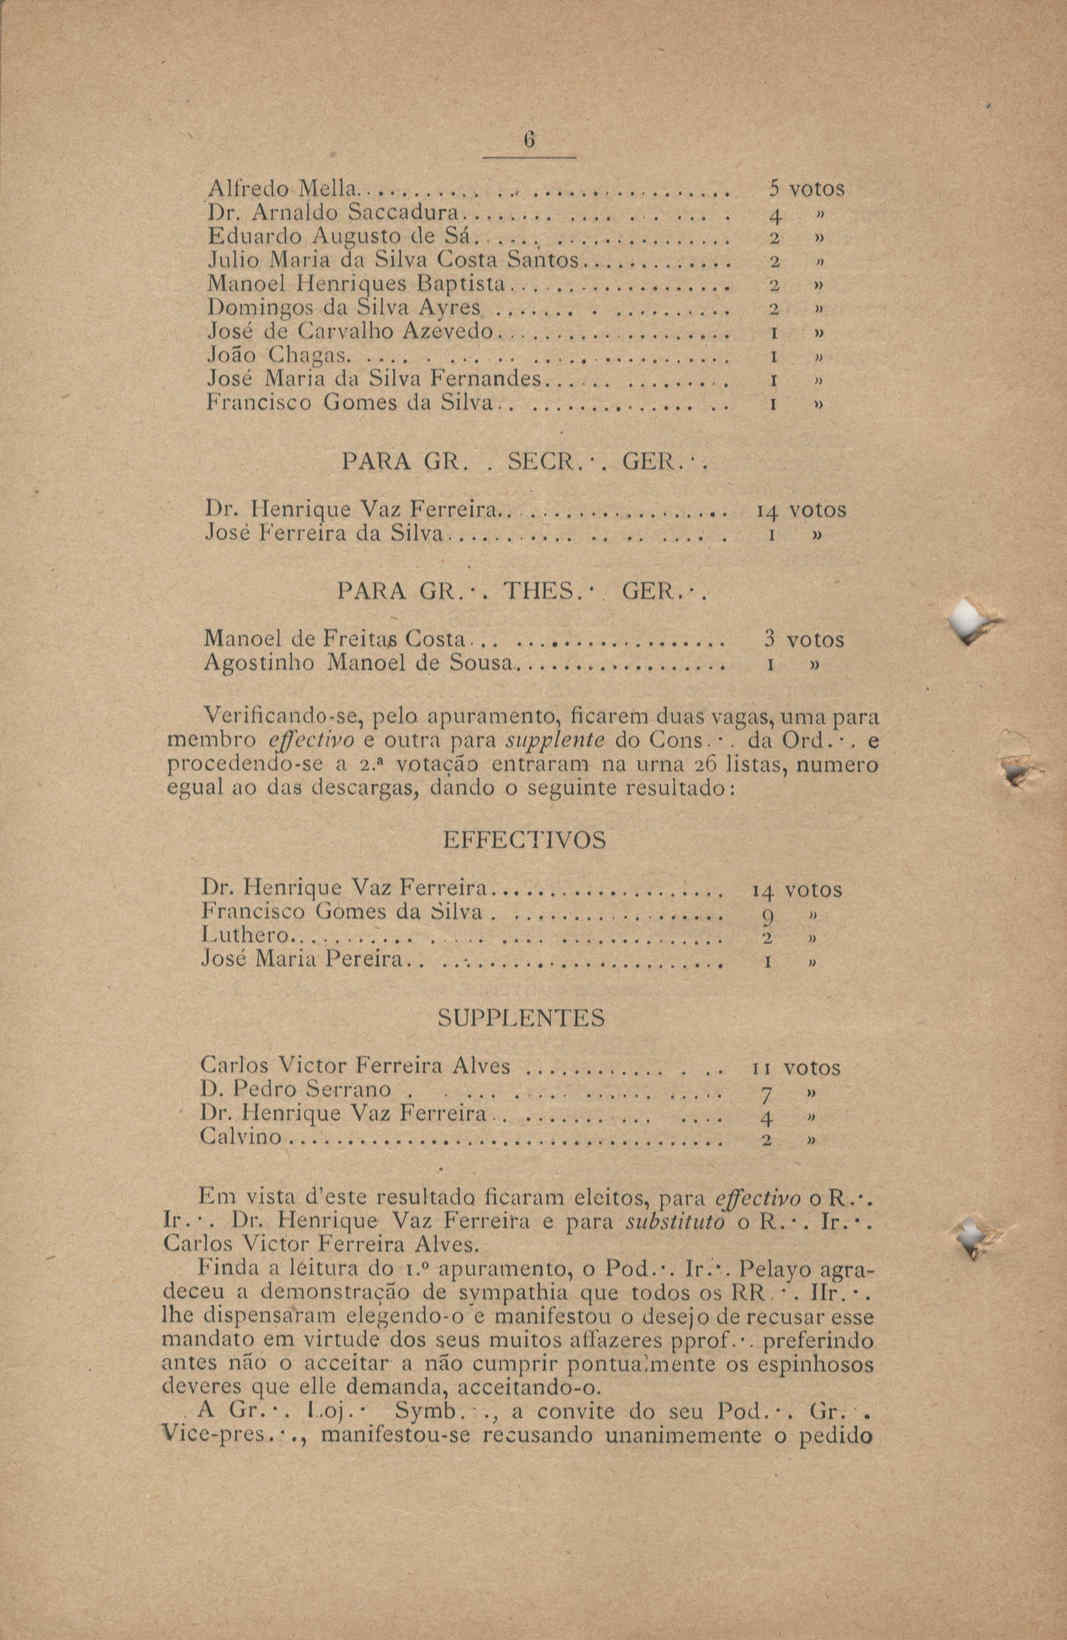 6
Alfredo Mella................................ 5 votos
Dr. Arnaldo Saccadura....................... 4 »
Eduardo Augusto de Sá...................... 2 »
Julio Maria da Silva Costa Santos............. 2 »
Manoel Henriques Baptista................... 2 »
Domingos da Silva Ayres.................... 2 »
José de Carvalho Azevedo.................... 1 »
João Chagas................................ 1 »
José Maria da Silva Fernandes............... 1 »
Francisco Gomes da Silva.................... 1 »
PARA GR. . SECR.·. GER.·.
Dr. Henrique Vaz Ferreira.................... 14 votos
José Ferreira da Silva........................ 1 »
PARA GR.·. THES.· . GER.·.
Manoel de Freitas Costa...................... 3 votos
Agostinho Manoel de Sousa.................. 1 »
Verificando-se, pelo apuramento, ficarem duas vagas, uma para
membro effectivo e outra para supplente do Cons.·. da Ord.·. e
procedendo-se a 2.ª votação entraram na urna 26 listas, numero
egual ao das descargas, dando o seguinte resultado:
EFFECTIVOS
Dr. Henrique Vaz Ferreira.................... 14 votos
Francisco Gomes da Silva.................... 9 »
Luthero..................................... 2 »
José Maria Pereira........................... 1 »
SUPPLENTES
Carlos Victor Ferreira Alves ................. 11 votos
D. Pedro Serrano ........................... 7 »
Dr. Henrique Vaz Ferreira.................... 4 »
Calvino..................................... 2 »
Em vista d'este resultado ficaram eleitos, para effectivo o R.·.
Ir.·. Dr. Henrique Vaz Ferreira e para substituto o R.·. Ir.·.
Carlos Victor Ferreira Alves.
Finda a leitura do 1.º apuramento, o Pod.·. Ir.·. Pelayo agra-
deceu a demonstração de sympathia que todos os RR.·. IIr.·.
lhe dispensaram elegendo-o e manifestou o desejo de recusar esse
mandato em virtude dos seus muitos affazeres pprof.·. preferindo
antes não o acceitar a não cumprir pontualmente os espinhosos
deveres que elle demanda, acceitando-o.
A Gr.·. Loj.· Symb.·., a convite do seu Pod.·. Gr.·.
Vice-pres.·., manifestou-se recusando unanimemente o pedido